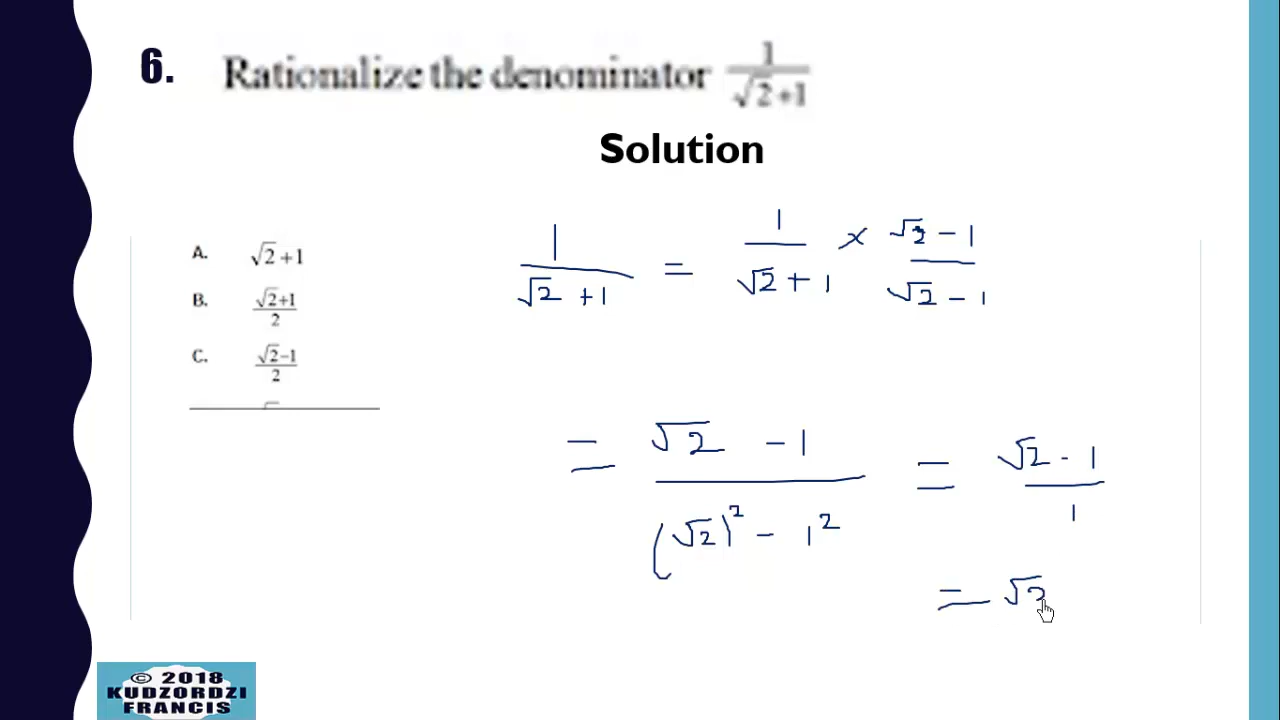 6. Rationalize the denominator 1/(√2+1)
Solution
A. √2+1
B. (√2+1)/2
C. (√2-1)/2
1/(√2 + 1) = 1/(√2 + 1) × (√2 - 1)/(√2 - 1)
= (√2 - 1)/((√2)² - 1²) = (√2 - 1)/1
= √2
© 2018
KUDZORDZI
FRANCIS